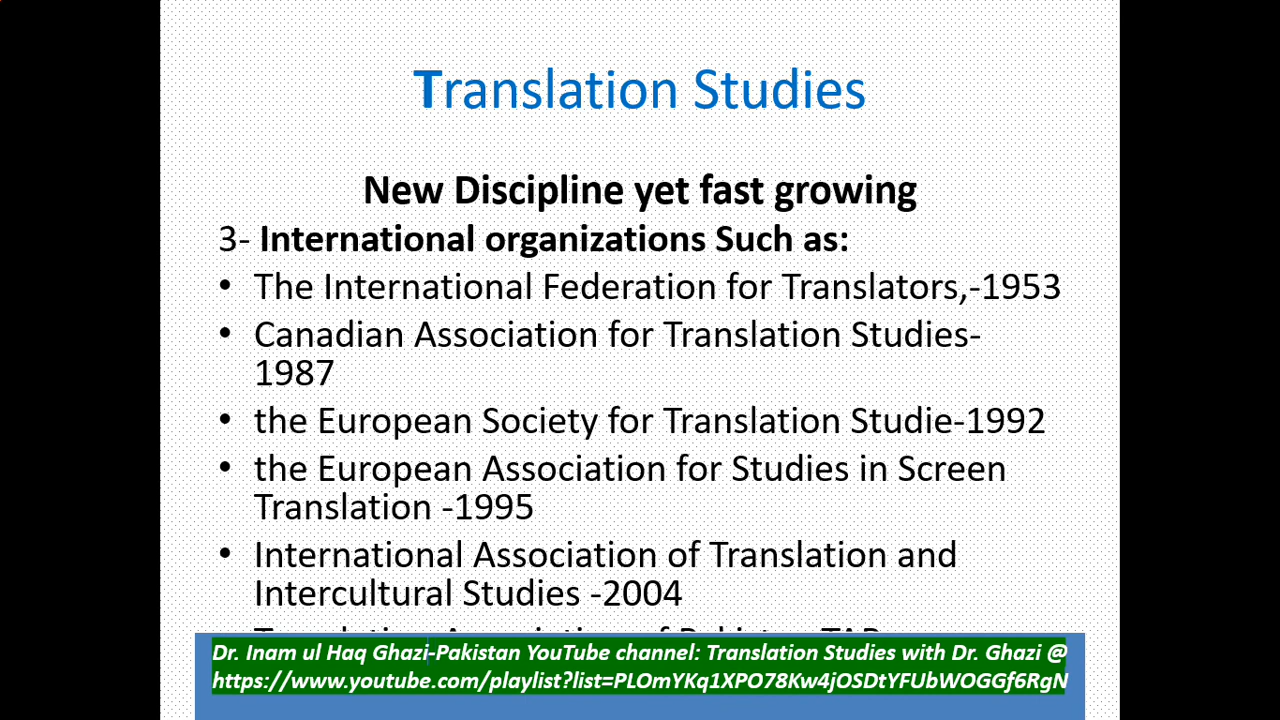 Translation Studies
New Discipline yet fast growing
3- International organizations Such as:
• The International Federation for Translators,-1953
• Canadian Association for Translation Studies-
1987
• the European Society for Translation Studie-1992
• the European Association for Studies in Screen
Translation -1995
• International Association of Translation and
Intercultural Studies -2004
Dr. Inam ul Haq Ghazi-Pakistan YouTube channel: Translation Studies with Dr. Ghazi @
https://www.youtube.com/playlist?list=PLOmYKq1XPO78Kw4jOSDtYFUbWOGGf6RgN